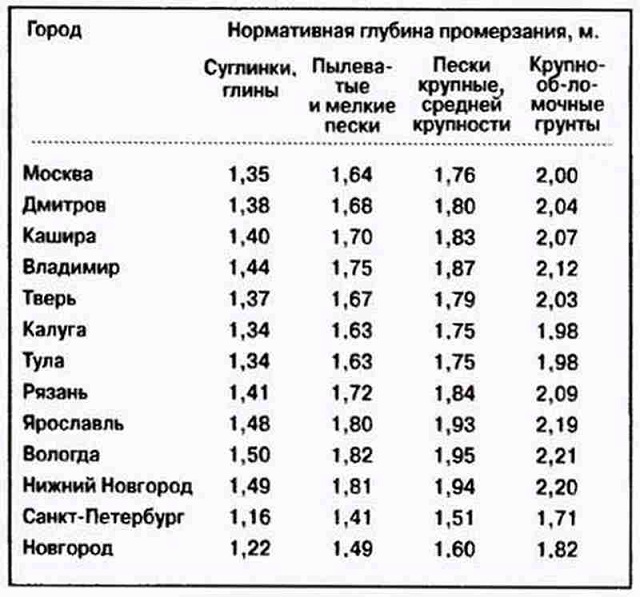 Город Нормативная глубина промерзания, м.
Суглинки, Пылева- Пески Крупно-
глины тые крупные, об-ло-
и мелкие средней мочные
пески крупности грунты
Москва 1,35 1,64 1,76 2,00
Дмитров 1,38 1,68 1,80 2,04
Кашира 1,40 1,70 1,83 2,07
Владимир 1,44 1,75 1,87 2,12
Тверь 1,37 1,67 1,79 2,03
Калуга 1,34 1.63 1,75 1.98
Тула 1,34 1,63 1,75 1.98
Рязань 1,41 1,72 1,84 2,09
Ярославль 1,48 1,80 1,93 2,19
Вологда 1,50 1,82 1,95 2,21
Нижний Новгород 1,49 1,81 1,94 2,20
Санкт-Петербург 1,16 1,41 1,51 1,71
Новгород 1,22 1.49 1.60 1.82